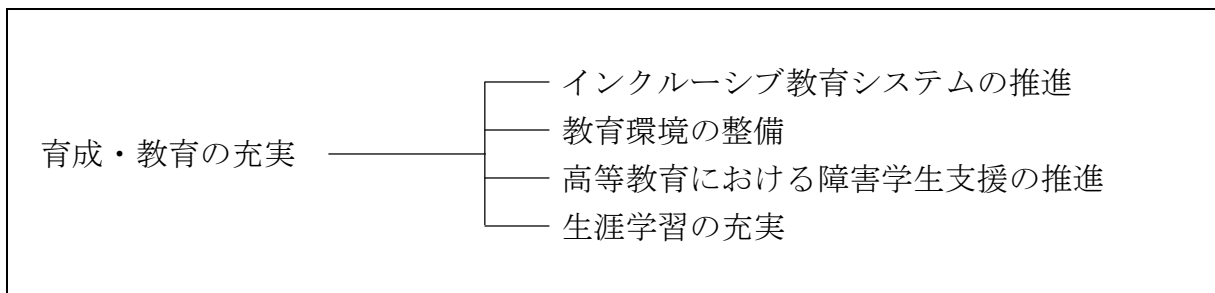 育成・教育の充実
インクルーシブ教育システムの推進
教育環境の整備
高等教育における障害学生支援の推進
生涯学習の充実